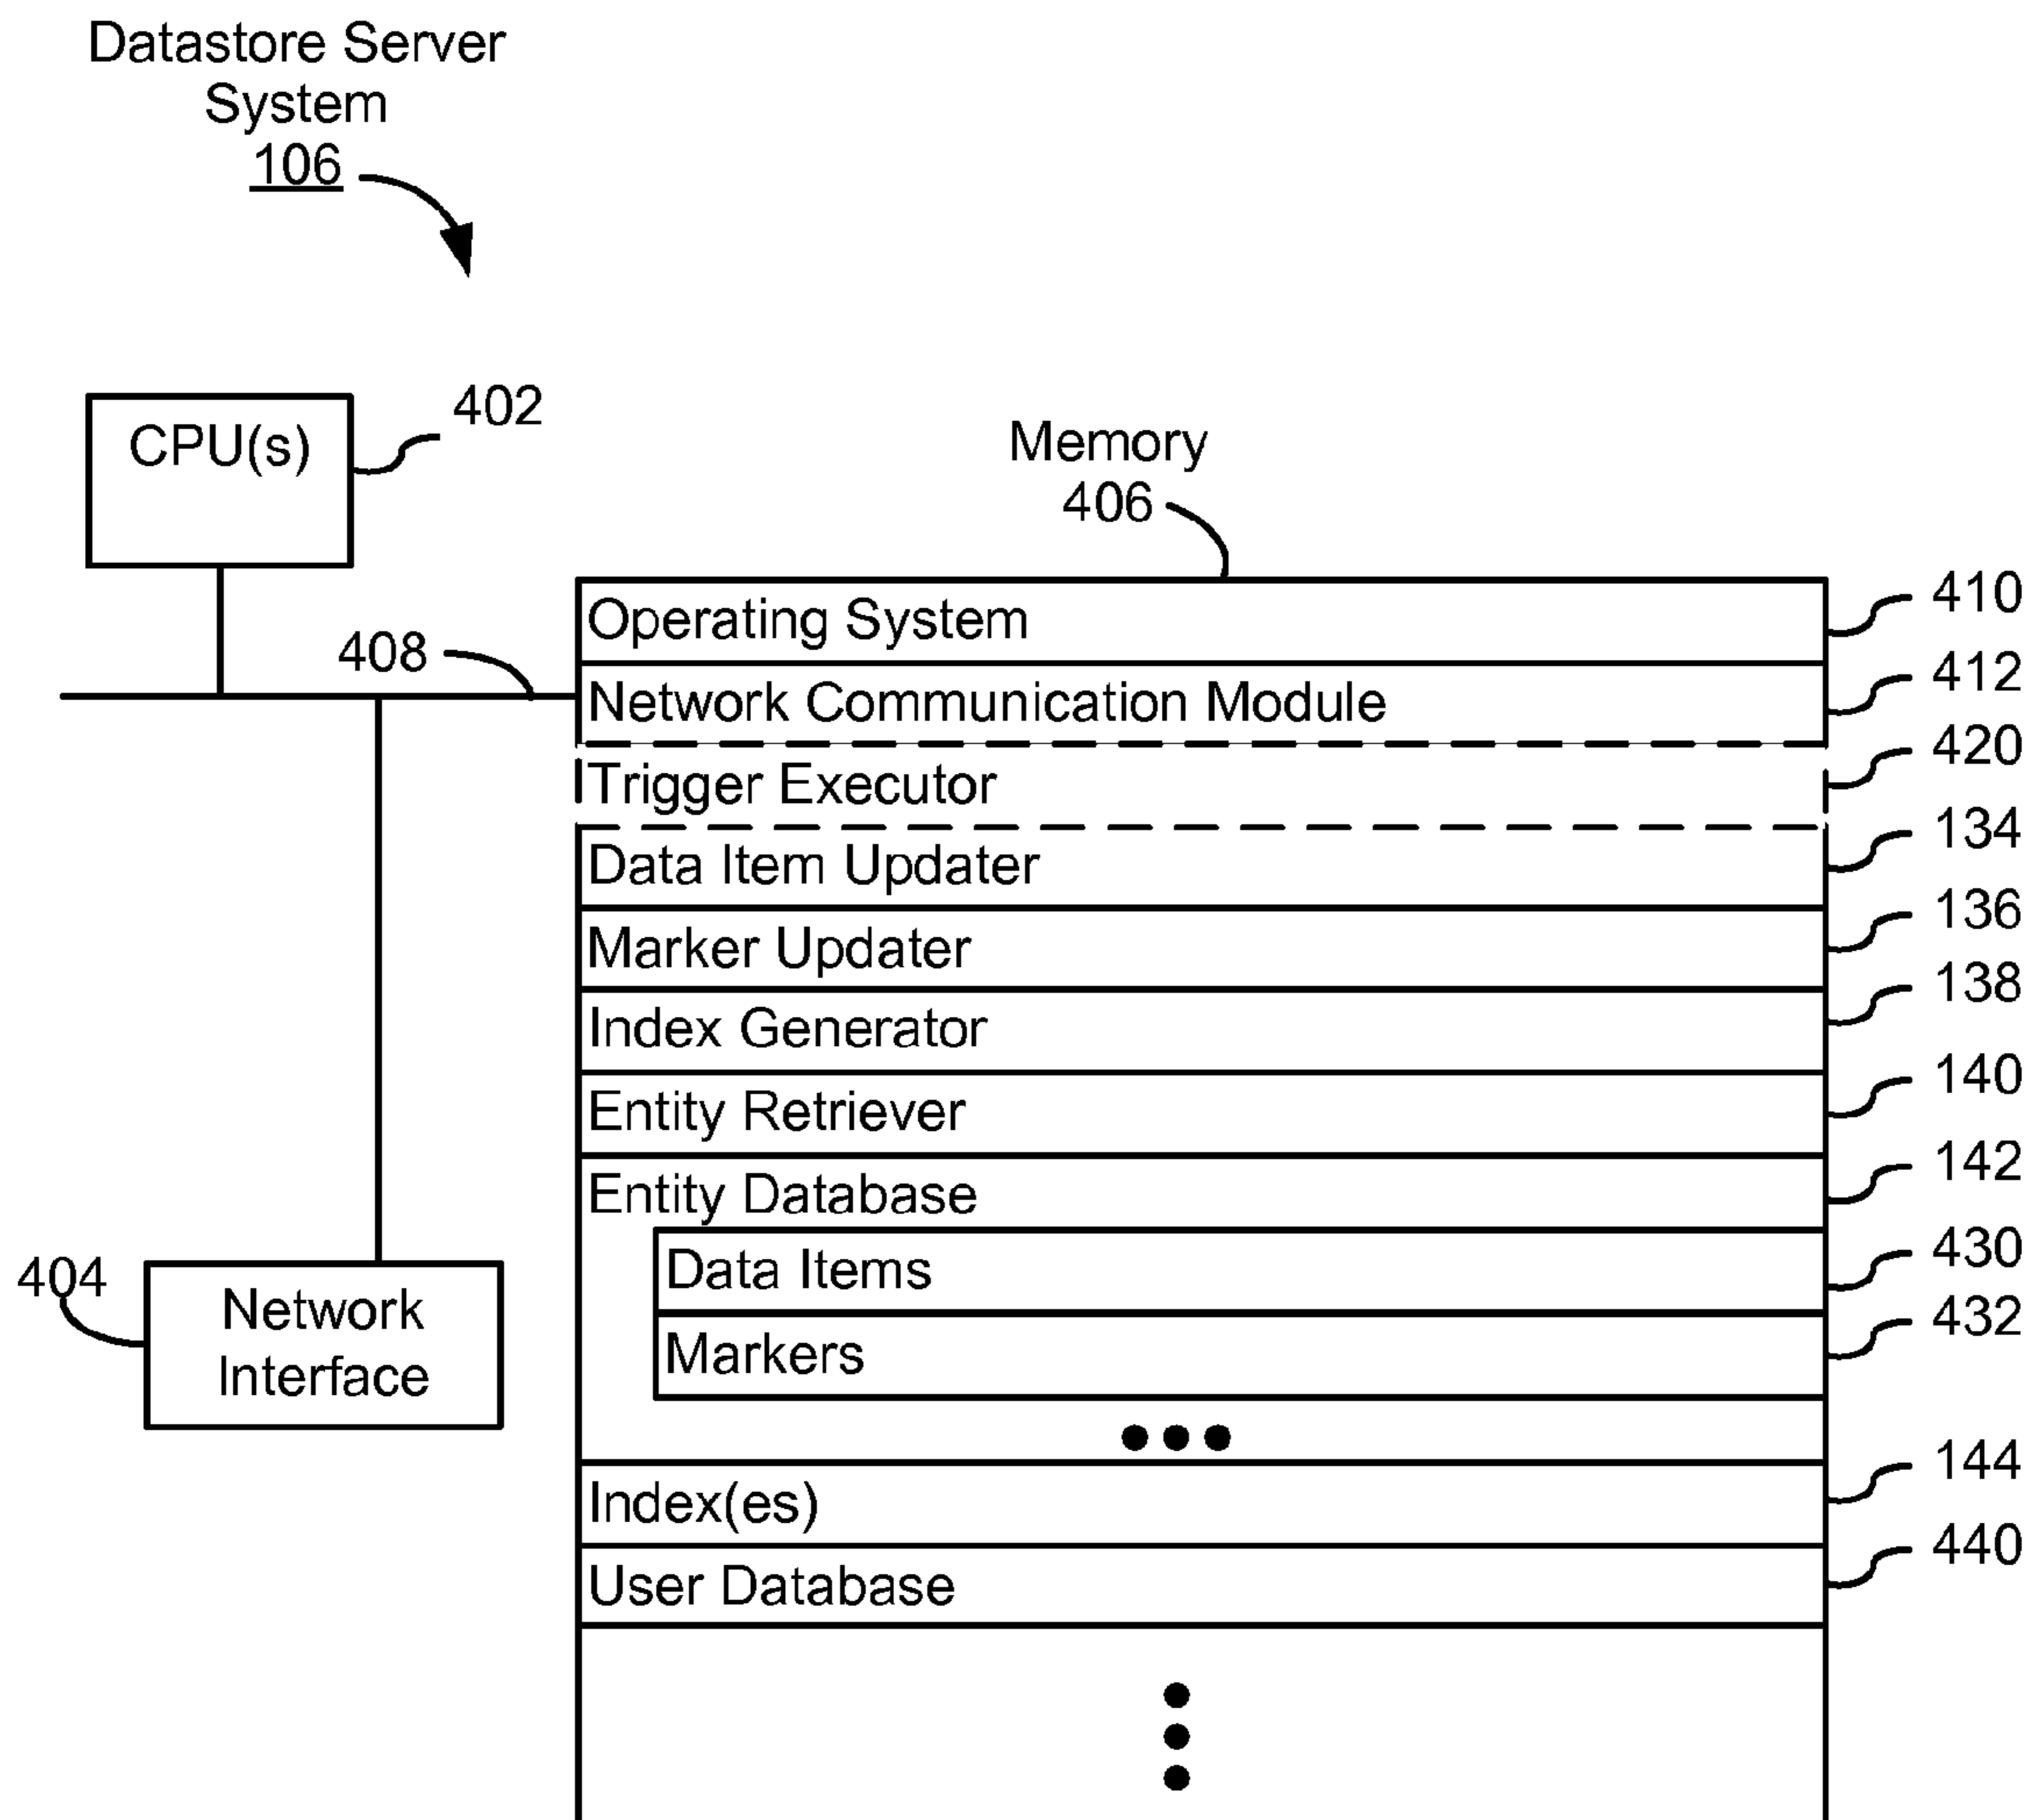 Datastore Server
System
106
CPU(s)
402
Memory
406
408
404
Network
Interface
Operating System
410
Network Communication Module
412
Trigger Executor
420
Data Item Updater
134
Marker Updater
136
Index Generator
138
Entity Retriever
140
Entity Database
142
Data Items
430
Markers
432
Index(es)
144
User Database
440